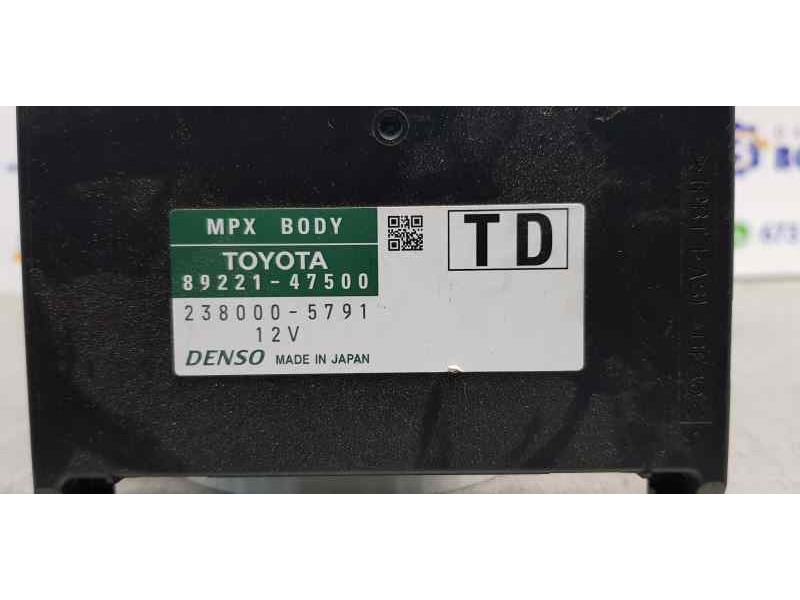 MPX BODY
TOYOTA
89221-47500
238000-5791
12V
DENSO MADE IN JAPAN
TD